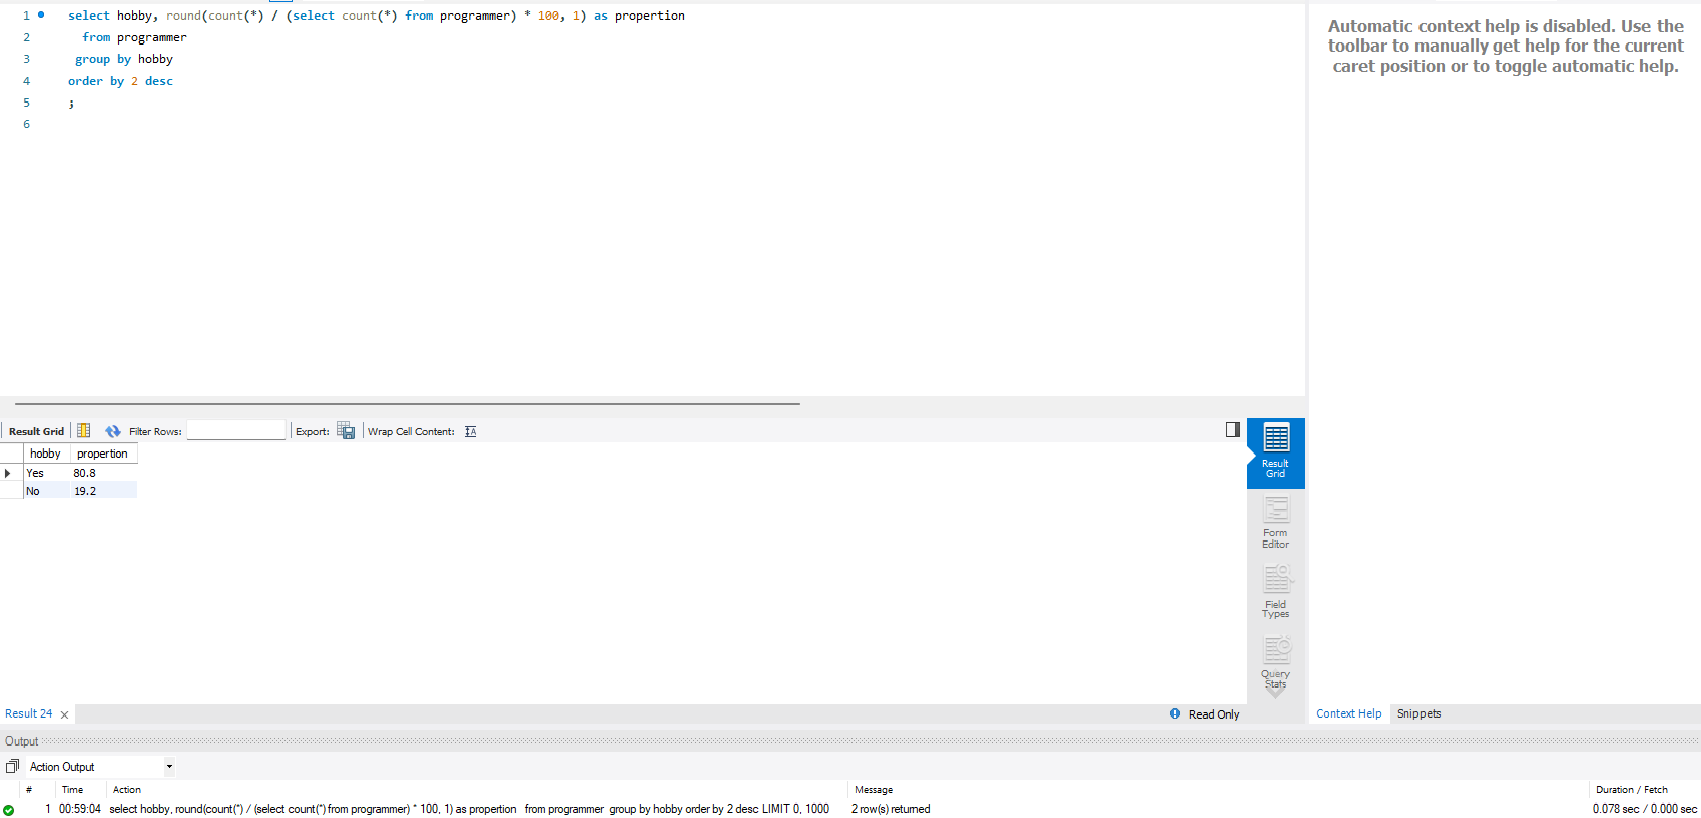 1 select hobby, round(count(*) / (select count(*) from programmer) * 100, 1) as propertion
2 from programmer
3 group by hobby
4 order by 2 desc
5 ;
6
Automatic context help is disabled. Use the
toolbar to manually get help for the current
caret position or to toggle automatic help.
Result Grid Filter Rows: Export: Wrap Cell Content:
hobby propertion
Yes 80.8
No 19.2
Result
Grid
Form
Editor
Field
Types
Query
Stats
Result 24 x Read Only
Context Help Snippets
Output
Action Output
# Time Action Message Duration / Fetch
1 00:59:04 select hobby, round(count(*) / (select count(*) from programmer) * 100, 1) as propertion from programmer group by hobby order by 2 desc LIMIT 0, 1000 2 row(s) returned 0.078 sec / 0.000 sec